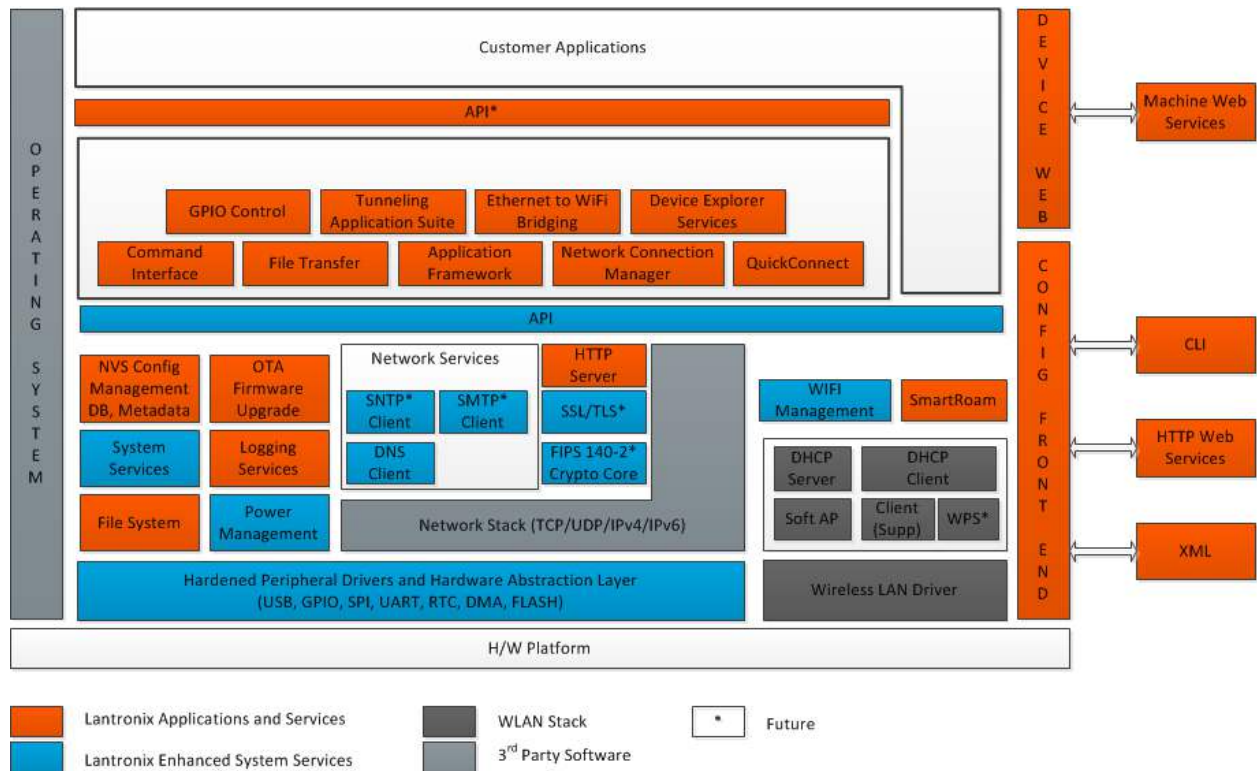 Customer Applications
API*
GPIO Control
Tunneling
Application Suite
Ethernet to WiFi
Bridging
Device Explorer
Services
Command
Interface
File Transfer
Application
Framework
Network Connection
Manager
QuickConnect
API
OPERATING SYSTEM
NVS Config
Management
DB, Metadata
OTA
Firmware
Upgrade
System
Services
Logging
Services
File System
Power
Management
Network Services
SNTP*
Client
SMTP*
Client
DNS
Client
HTTP
Server
SSL/TLS*
FIPS 140-2*
Crypto Core
Network Stack (TCP/UDP/IPv4/IPv6)
WIFI
Management
SmartRoam
DHCP
Server
DHCP
Client
Soft AP
Client
(Supp)
WPS*
Hardened Peripheral Drivers and Hardware Abstraction Layer
(USB, GPIO, SPI, UART, RTC, DMA, FLASH)
Wireless LAN Driver
H/W Platform
DEVICE WEB
CONFIG FRONT END
Machine Web
Services
CLI
HTTP Web
Services
XML
Lantronix Applications and Services
Lantronix Enhanced System Services
WLAN Stack
3rd Party Software
*
Future